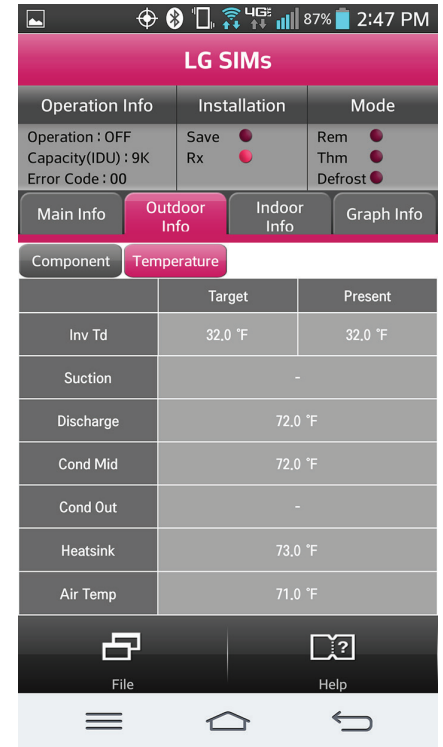 4GE 87% 2:47 PM
LG SIMs
Operation Info Installation Mode
Operation : OFF Save Rem
Capacity(IDU) : 9K Rx Thm
Error Code : 00 Defrost
Main Info Outdoor Info Indoor Info Graph Info
Component Temperature
Target Present
Inv Td 32.0 °F 32.0 °F
Suction -
Discharge 72.0 °F
Cond Mid 72.0 °F
Cond Out -
Heatsink 73.0 °F
Air Temp 71.0 °F
?
File Help